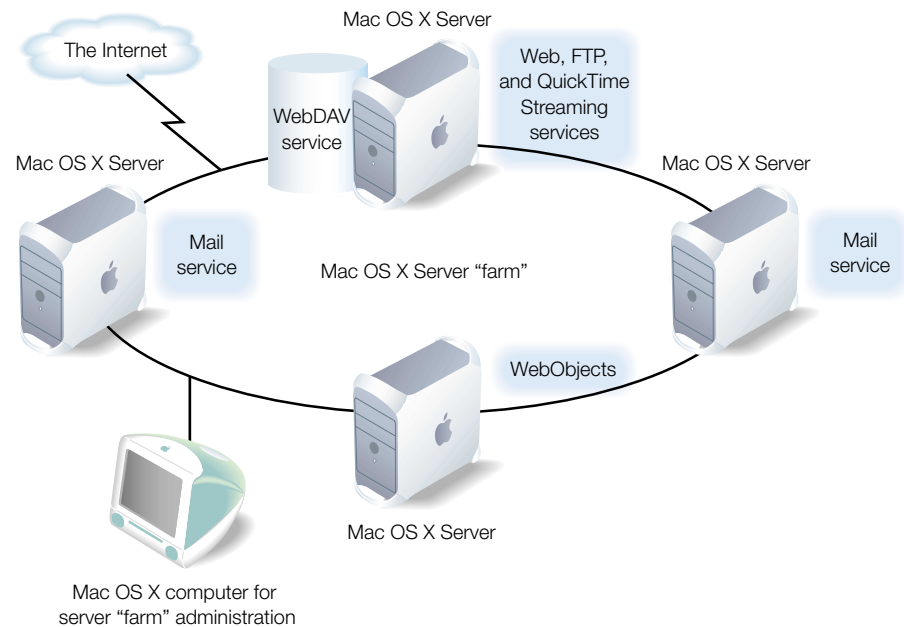 Mac OS X Server
The Internet
Web, FTP,
and QuickTime
Streaming
services
WebDAV
service
Mac OS X Server
Mac OS X Server
Mail
service
Mail
service
Mac OS X Server “farm”
WebObjects
Mac OS X Server
Mac OS X computer for
server “farm” administration